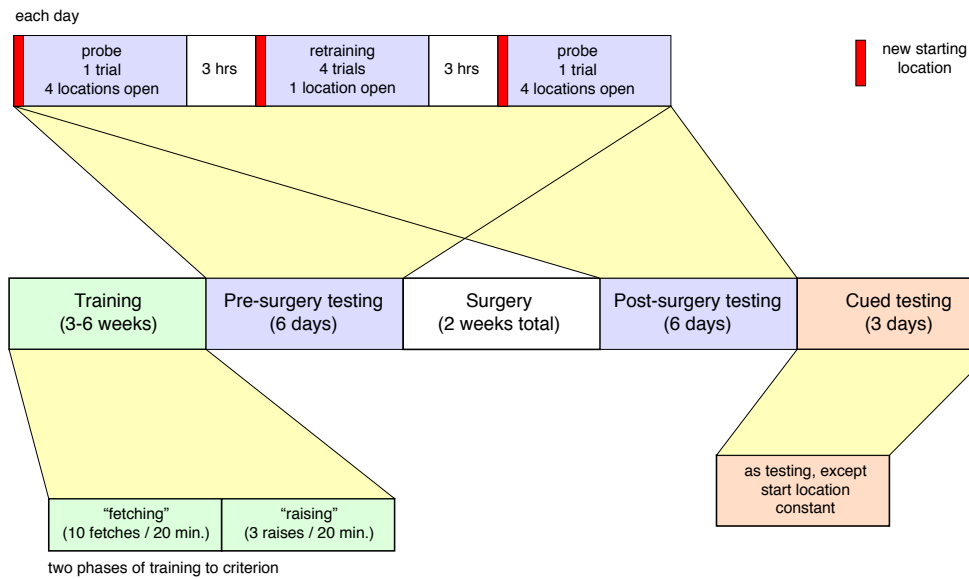 each day
probe
1 trial
4 locations open
3 hrs
retraining
4 trials
1 location open
3 hrs
probe
1 trial
4 locations open
new starting
location
Training
(3-6 weeks)
Pre-surgery testing
(6 days)
Surgery
(2 weeks total)
Post-surgery testing
(6 days)
Cued testing
(3 days)
“fetching”
(10 fetches / 20 min.)
“raising”
(3 raises / 20 min.)
as testing, except
start location
constant
two phases of training to criterion